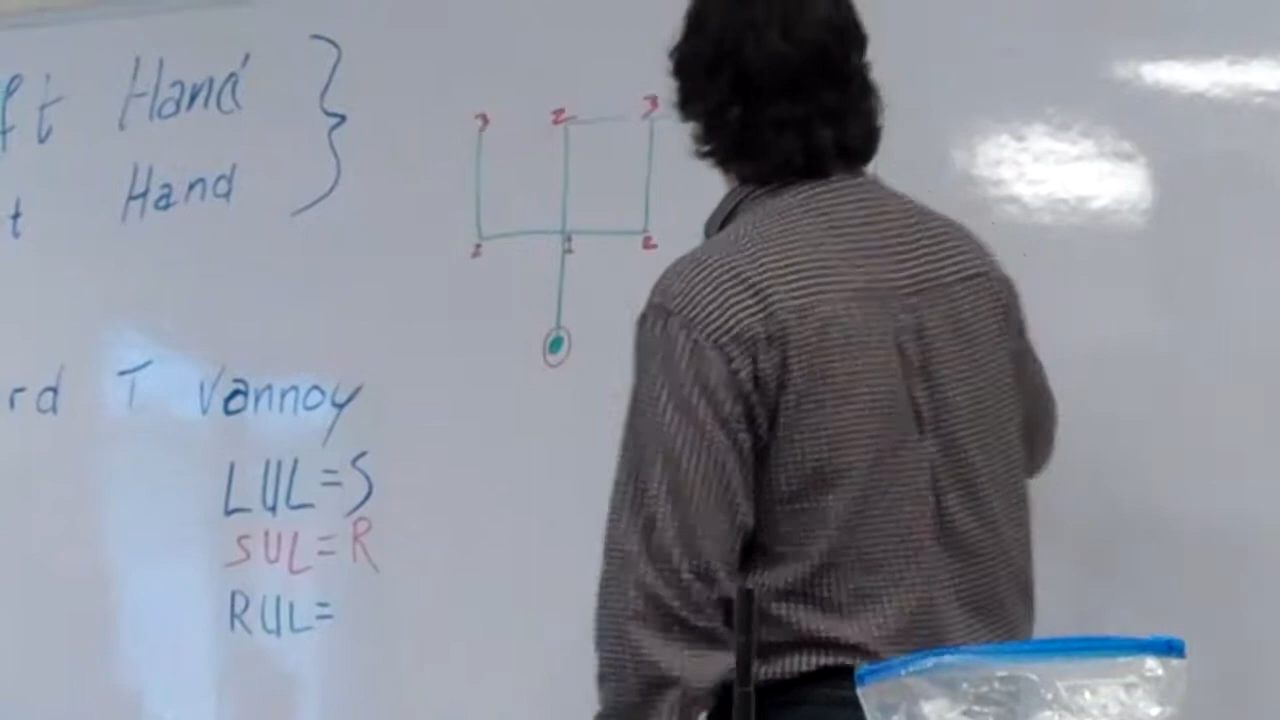 ft Hand
t Hand
3 2 3
2 1 2
rd T Vannoy
LUL=S
SUL=R
RUL=